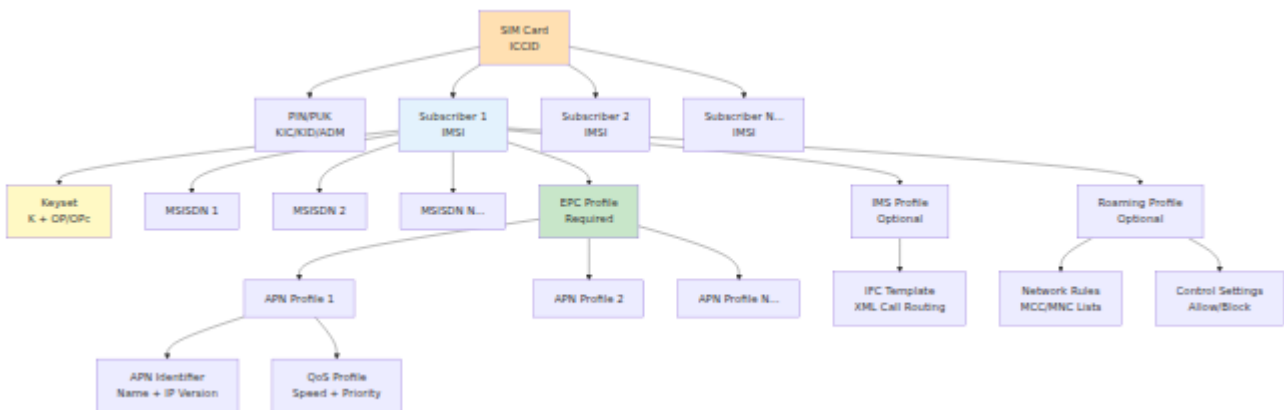 SIM Card
ICCID
PIN/PUK
KIC/KID/ADM
Subscriber 1
IMSI
Subscriber 2
IMSI
Subscriber N...
IMSI
Keyset
K + OP/OPc
MSISDN 1
MSISDN 2
MSISDN N...
EPC Profile
Required
IMS Profile
Optional
Roaming Profile
Optional
APN Profile 1
APN Profile 2
APN Profile N...
IFC Template
XML Call Routing
Network Rules
MCC/MNC Lists
Control Settings
Allow/Block
APN Identifier
Name + IP Version
QoS Profile
Speed + Priority